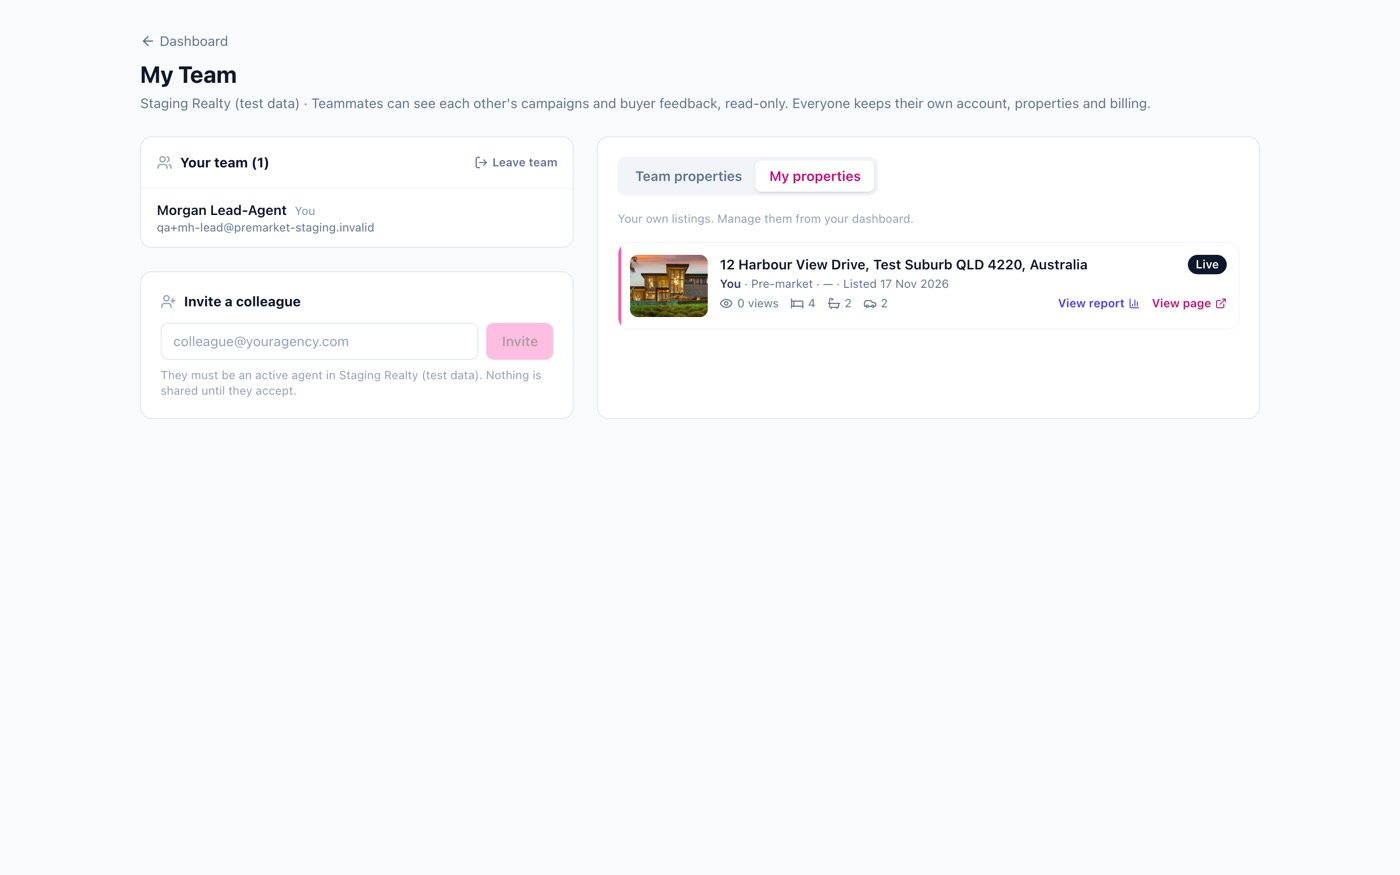 Dashboard
My Team
Staging Realty (test data) · Teammates can see each other's campaigns and buyer feedback, read-only. Everyone keeps their own account, properties and billing.
Your team (1)
Leave team
Morgan Lead-Agent You
qa+mh-lead@premarket-staging.invalid
Invite a colleague
colleague@youragency.com
Invite
They must be an active agent in Staging Realty (test data). Nothing is
shared until they accept.
Team properties
My properties
Your own listings. Manage them from your dashboard.
12 Harbour View Drive, Test Suburb QLD 4220, Australia
Live
You · Pre-market · — · Listed 17 Nov 2026
0 views 4 2 2
View report
View page